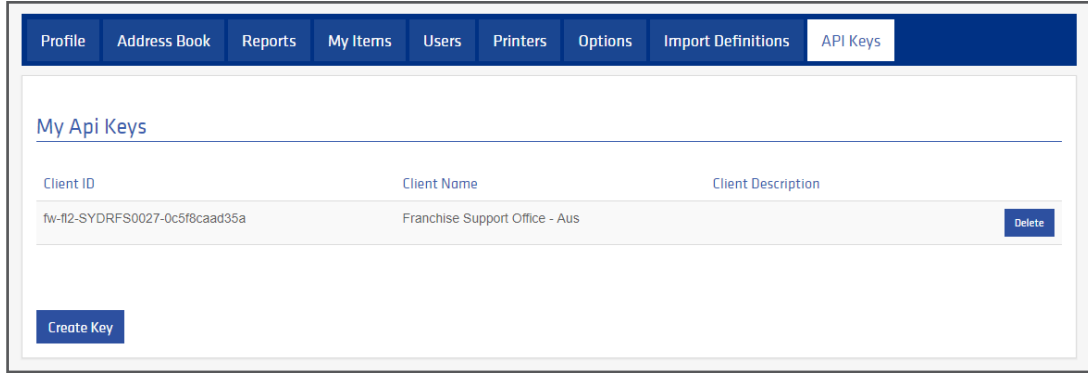 Profile Address Book Reports My Items Users Printers Options Import Definitions API Keys
My Api Keys
Client ID Client Name Client Description
fw-fl2-SYDRFS0027-0c5f8caad35a Franchise Support Office - Aus Delete
Create Key